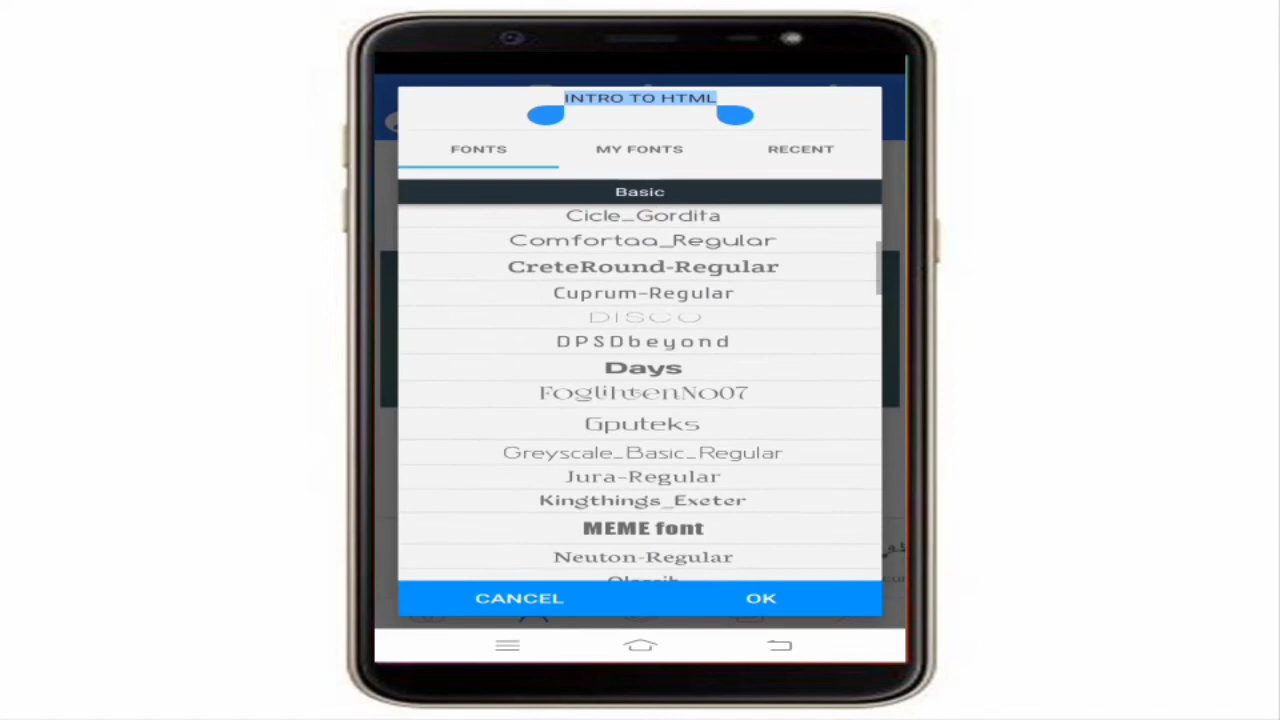 INTRO TO HTML
FONTS MY FONTS RECENT
Basic
Cicle_Gordita
Comfortaa_Regular
CreteRound-Regular
Cuprum-Regular
DISCO
DPSDbeyond
Days
FoglihtenNo07
Gputeks
Greyscale_Basic_Regular
Jura-Regular
Kingthings_Exeter
MEME font
Neuton-Regular
CANCEL OK